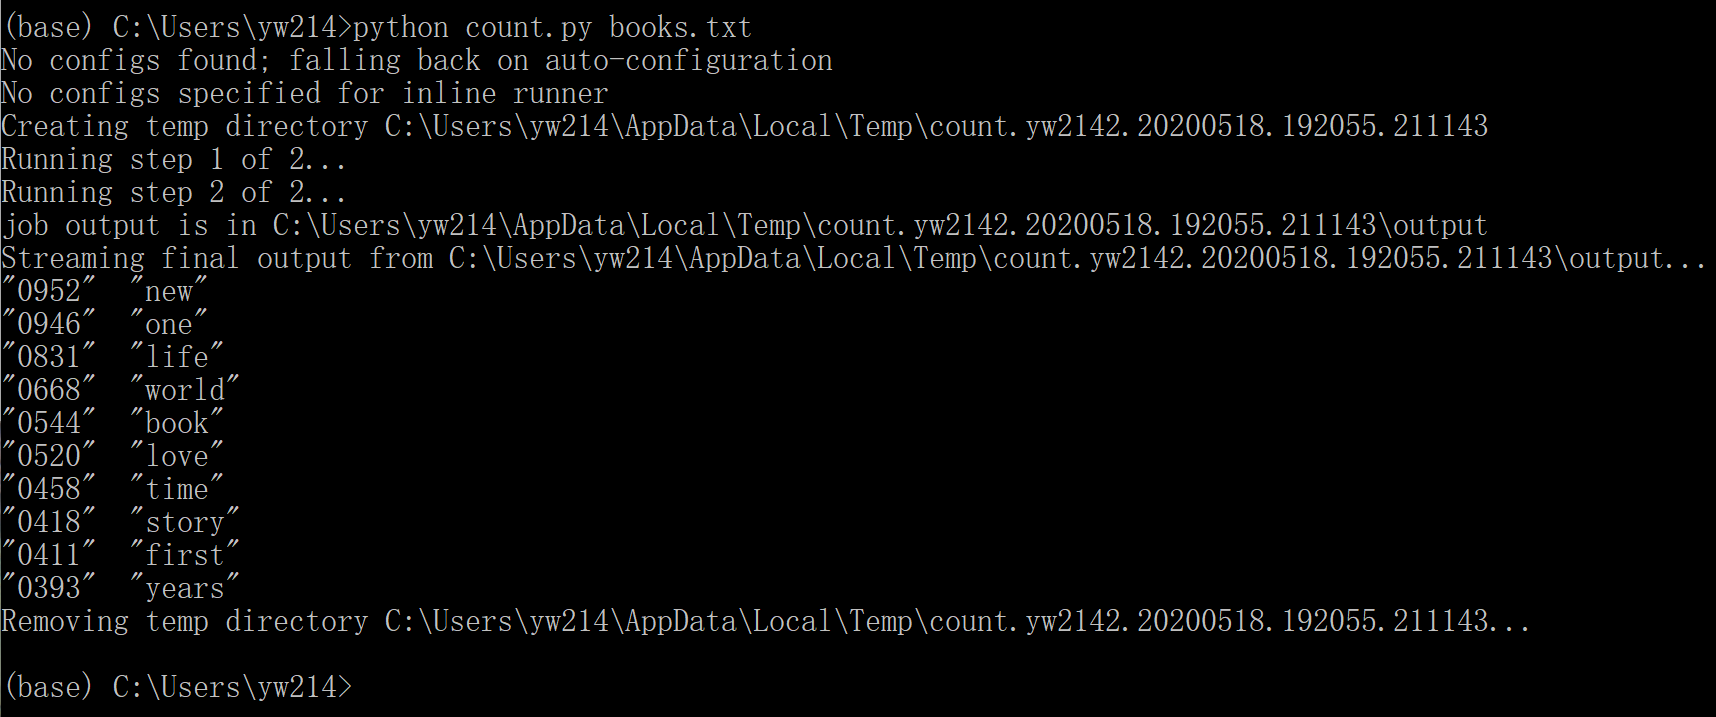 (base) C:\Users\yw214>python count.py books.txt
No configs found; falling back on auto-configuration
No configs specified for inline runner
Creating temp directory C:\Users\yw214\AppData\Local\Temp\count.yw2142.20200518.192055.211143
Running step 1 of 2...
Running step 2 of 2...
job output is in C:\Users\yw214\AppData\Local\Temp\count.yw2142.20200518.192055.211143\output
Streaming final output from C:\Users\yw214\AppData\Local\Temp\count.yw2142.20200518.192055.211143\output...
"0952"  "new"
"0946"  "one"
"0831"  "life"
"0668"  "world"
"0544"  "book"
"0520"  "love"
"0458"  "time"
"0418"  "story"
"0411"  "first"
"0393"  "years"
Removing temp directory C:\Users\yw214\AppData\Local\Temp\count.yw2142.20200518.192055.211143...
(base) C:\Users\yw214>